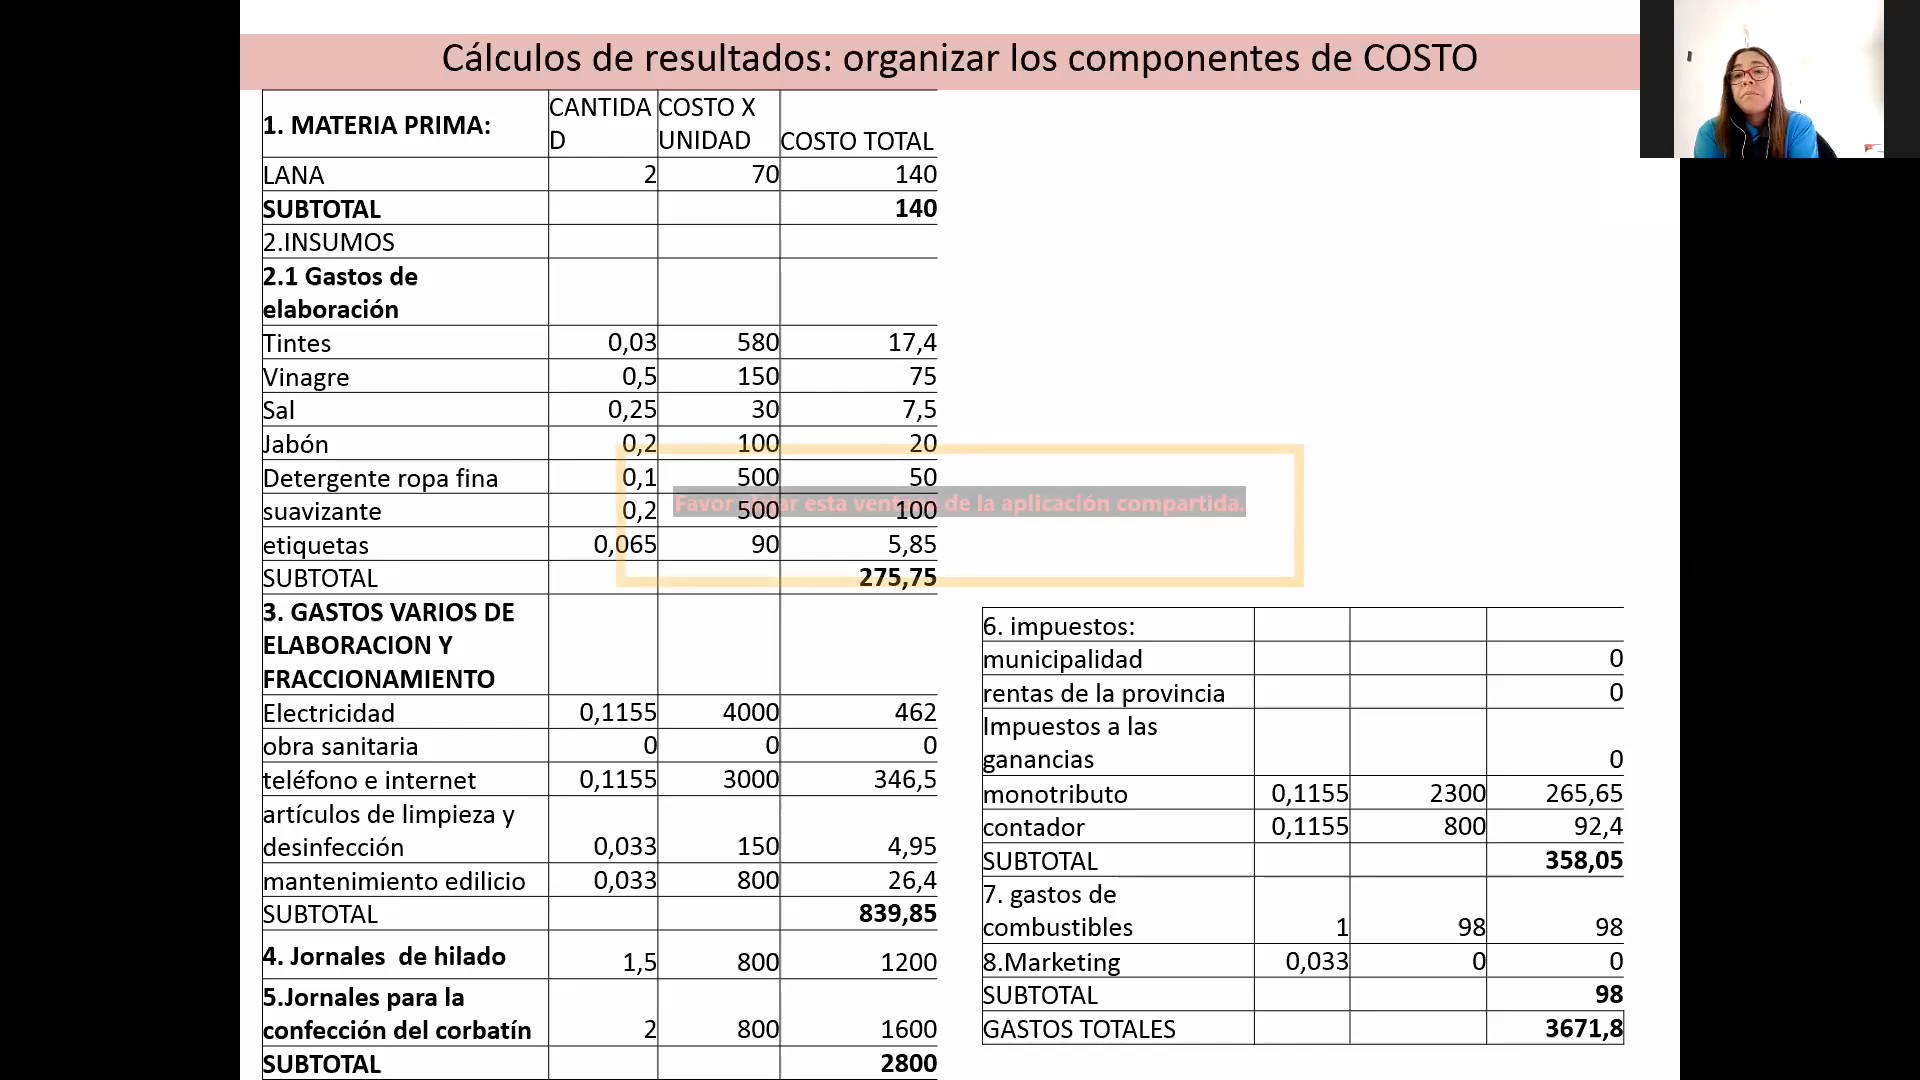 Cálculos de resultados: organizar los componentes de COSTO
1. MATERIA PRIMA: CANTIDA COSTO X
D UNIDAD COSTO TOTAL
LANA 2 70 140
SUBTOTAL 140
2.INSUMOS
2.1 Gastos de
elaboración
Tintes 0,03 580 17,4
Vinagre 0,5 150 75
Sal 0,25 30 7,5
Jabón 0,2 100 20
Detergente ropa fina 0,1 500 50
Favor esta de la aplicación compartida.
suavizante 0,2 500 100
etiquetas 0,065 90 5,85
SUBTOTAL 275,75
3. GASTOS VARIOS DE
ELABORACION Y
FRACCIONAMIENTO
Electricidad 0,1155 4000 462
obra sanitaria 0 0 0
teléfono e internet 0,1155 3000 346,5
artículos de limpieza y
desinfección 0,033 150 4,95
mantenimiento edilicio 0,033 800 26,4
SUBTOTAL 839,85
4. Jornales de hilado 1,5 800 1200
5.Jornales para la
confección del corbatín 2 800 1600
SUBTOTAL 2800
6. impuestos:
municipalidad 0
rentas de la provincia 0
Impuestos a las
ganancias 0
monotributo 0,1155 2300 265,65
contador 0,1155 800 92,4
SUBTOTAL 358,05
7. gastos de
combustibles 1 98 98
8.Marketing 0,033 0 0
SUBTOTAL 98
GASTOS TOTALES 3671,8